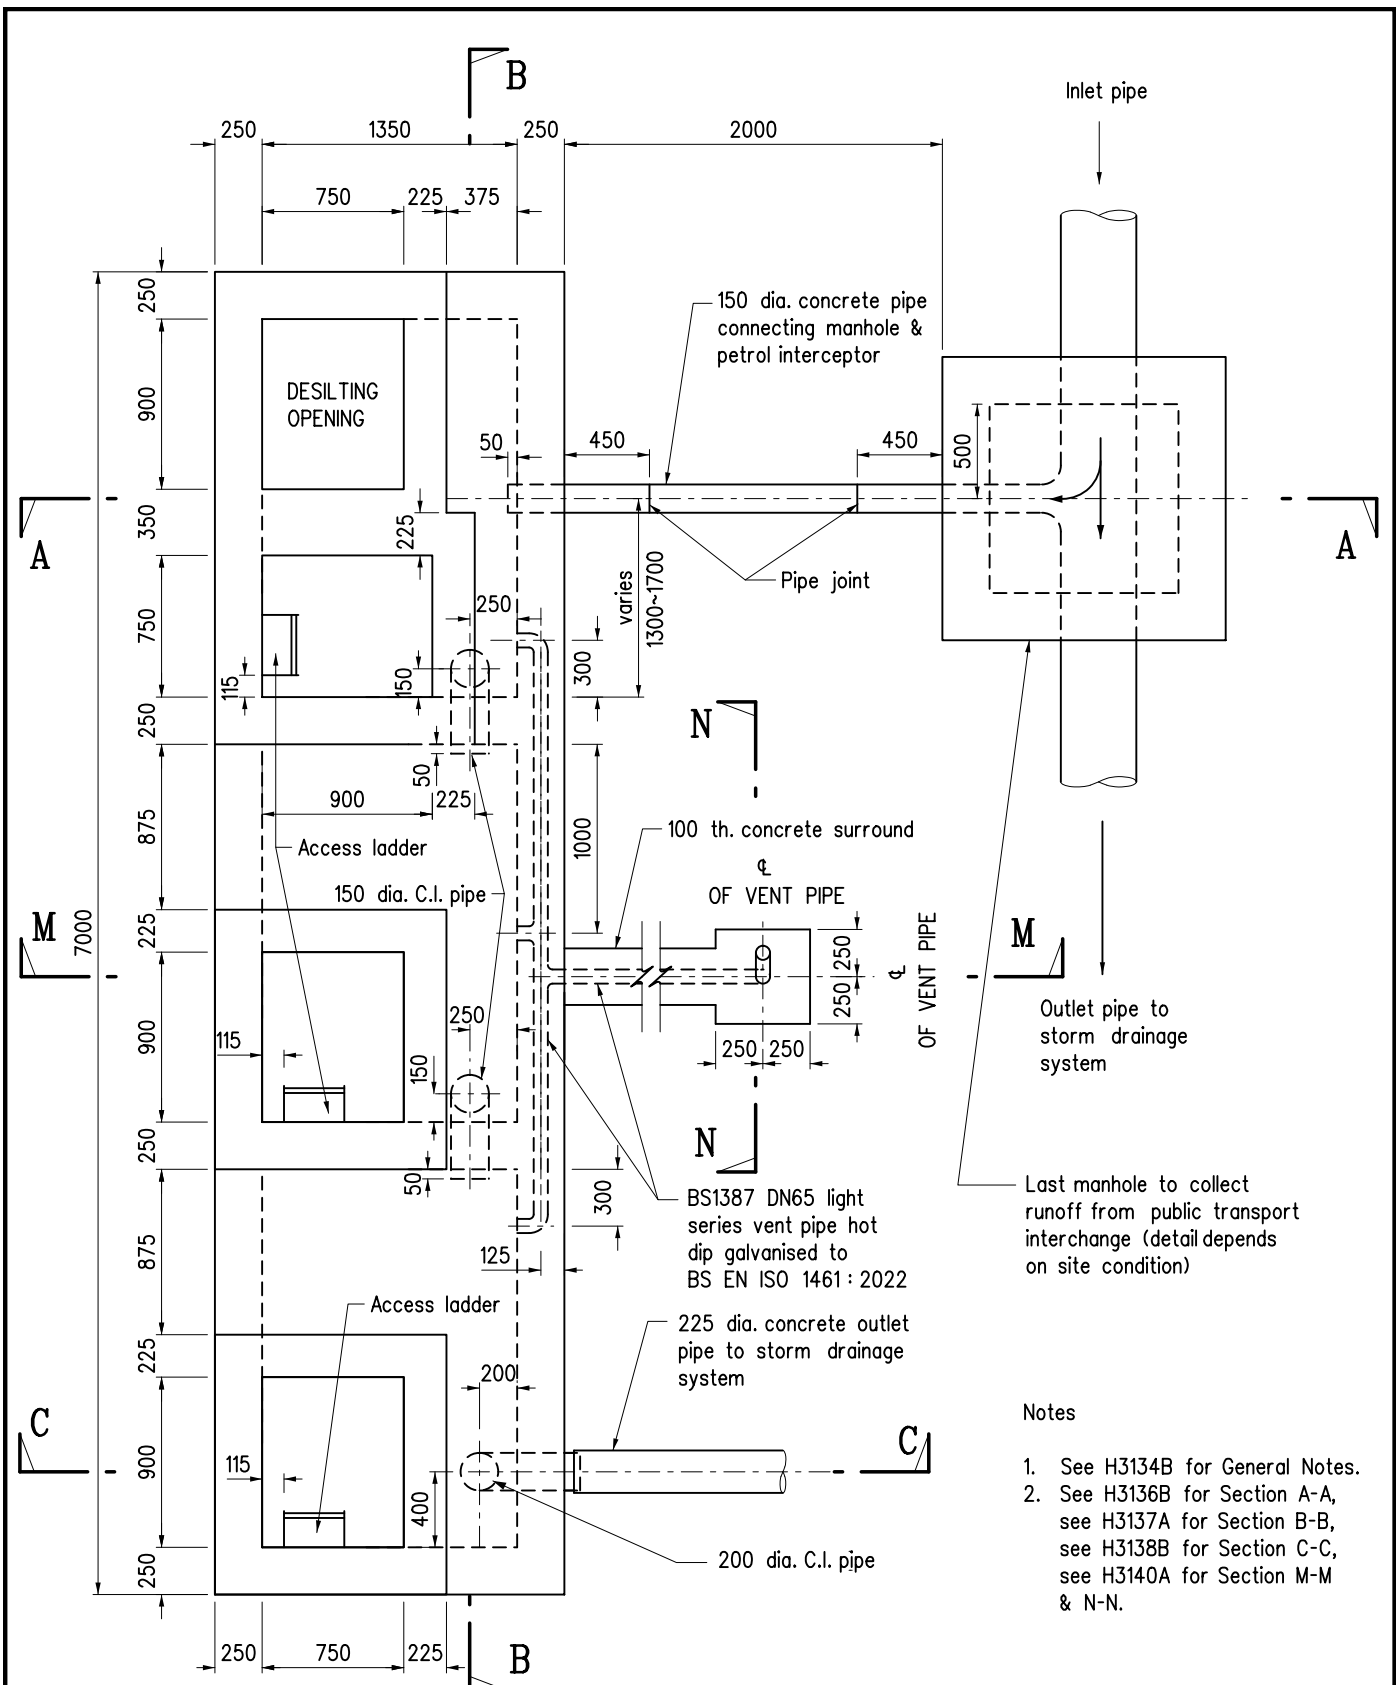 B
Inlet pipe
250
1350
250
2000
750
225
375
250
150 dia. concrete pipe
connecting manhole &
petrol interceptor
900
DESILTING
OPENING
50
450
450
500
A
350
225
A
varies
1300~1700
Pipe joint
750
250
115
150
300
250
N
50
900
225
875
1000
100 th. concrete surround
Access ladder
℄
OF VENT PIPE
150 dia. C.I. pipe
M
7000
225
250
℄
OF VENT PIPE
M
250
900
250
115
150
250
250
Outlet pipe to
storm drainage
system
250
N
50
300
BS1387 DN65 light
series vent pipe hot
dip galvanised to
BS EN ISO 1461 : 2022
Last manhole to collect
runoff from public transport
interchange (detail depends
on site condition)
875
125
Access ladder
225 dia. concrete outlet
pipe to storm drainage
system
225
200
C
900
115
400
C
200 dia. C.I. pipe
250
Notes
1. See H3134B for General Notes.
2. See H3136B for Section A-A,
see H3137A for Section B-B,
see H3138B for Section C-C,
see H3140A for Section M-M
& N-N.
250
750
225
B